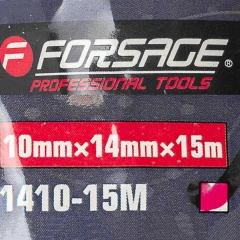 F FORSAGE®
PROFESSIONAL TOOLS
10mm×14mm×15m
1410-15M